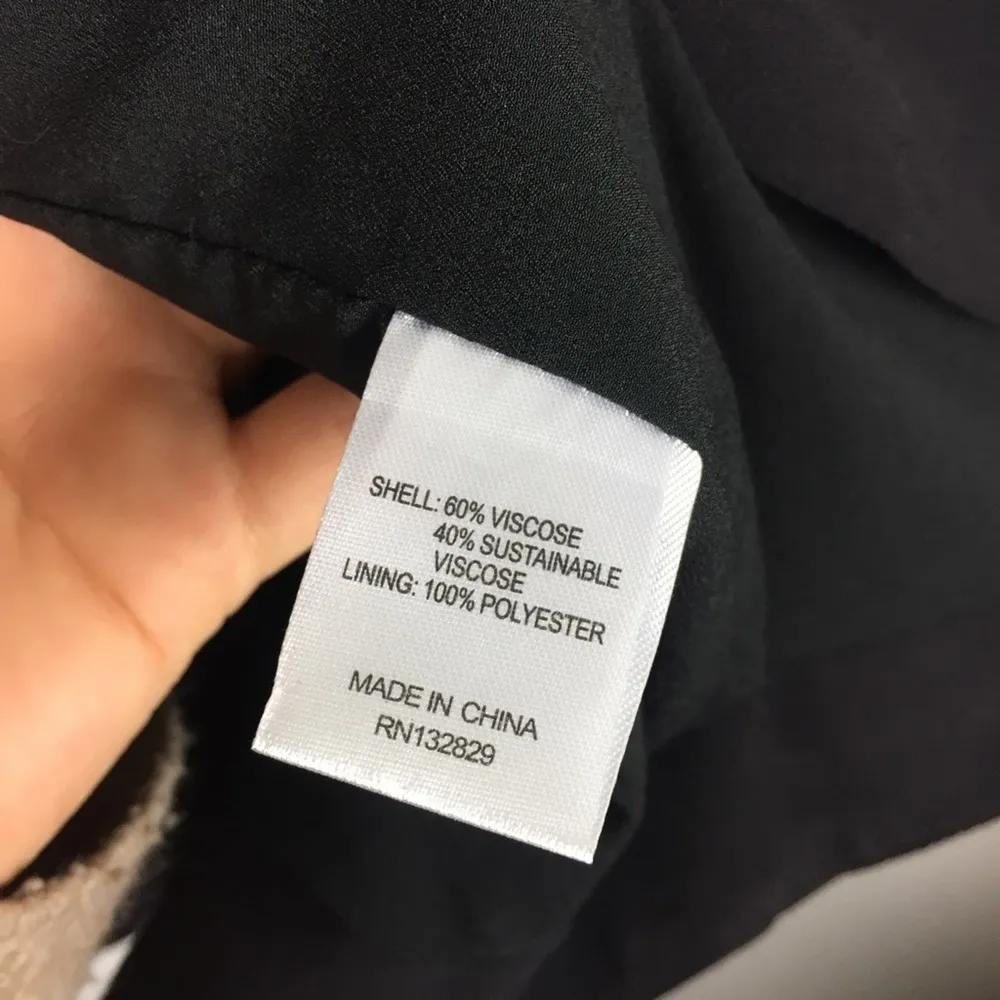 SHELL: 60% VISCOSE
40% SUSTAINABLE
VISCOSE
LINING: 100% POLYESTER
MADE IN CHINA
RN132829